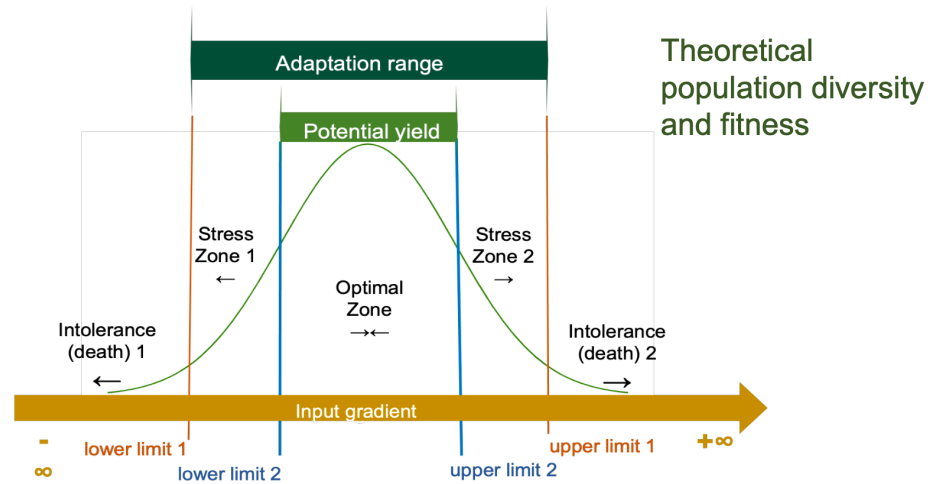 Adaptation range
Theoretical
population diversity
and fitness
Potential yield
Stress
Zone 1
←
Stress
Zone 2
→
Optimal
Zone
→←
Intolerance
(death) 1
←
Intolerance
(death) 2
→
Input gradient
-
∞
lower limit 1
lower limit 2
upper limit 2
upper limit 1
+∞